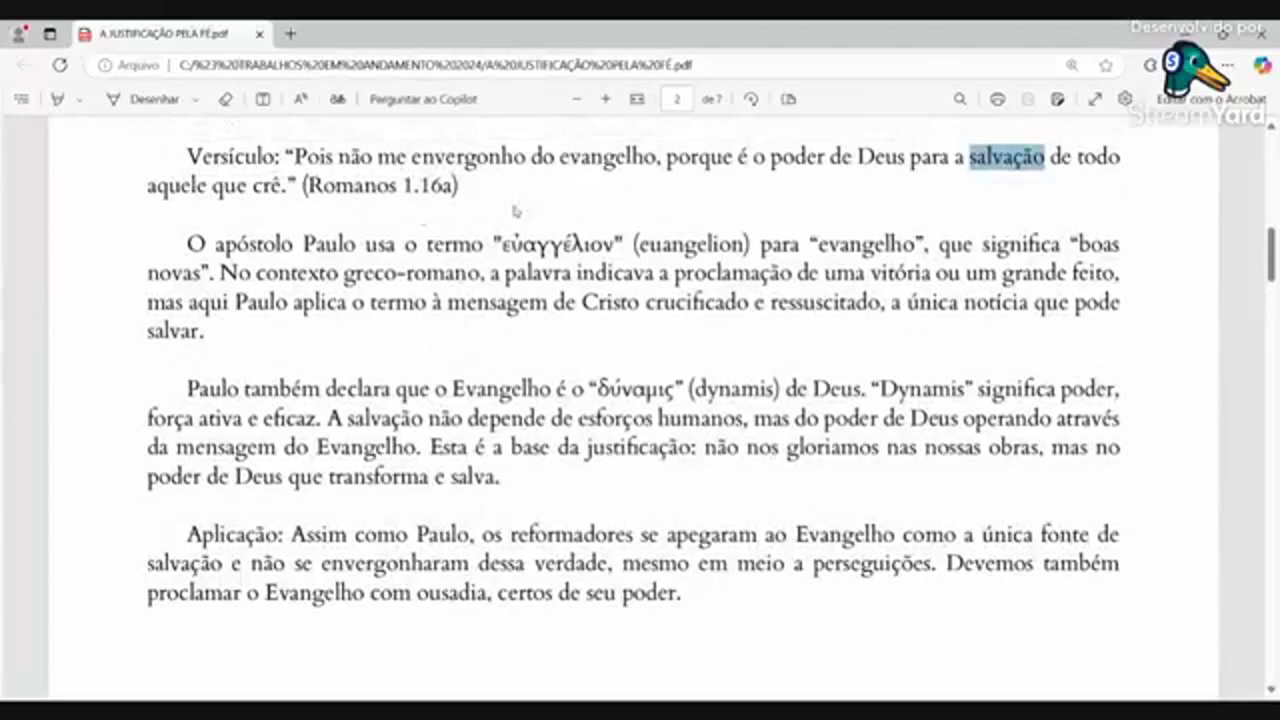 Desenvolvido por
A JUSTIFICAÇÃO PELA FÉ.pdf
Arquivo
C:/%23%20TRABALHOS%20EM%20ANDAMENTO%202024/A%20JUSTIFICAÇÃO%20PELA%20FÉ.pdf
Desenhar
Perguntar ao Copilot
2 de 7
Editar com o Acrobat
StreamYard
Versículo: “Pois não me envergonho do evangelho, porque é o poder de Deus para a salvação de todo
aquele que crê.” (Romanos 1.16a)
O apóstolo Paulo usa o termo "εὐαγγέλιον" (euangelion) para “evangelho”, que significa “boas
novas”. No contexto greco-romano, a palavra indicava a proclamação de uma vitória ou um grande feito,
mas aqui Paulo aplica o termo à mensagem de Cristo crucificado e ressuscitado, a única notícia que pode
salvar.
Paulo também declara que o Evangelho é o “δύναμις” (dynamis) de Deus. “Dynamis” significa poder,
força ativa e eficaz. A salvação não depende de esforços humanos, mas do poder de Deus operando através
da mensagem do Evangelho. Esta é a base da justificação: não nos gloriamos nas nossas obras, mas no
poder de Deus que transforma e salva.
Aplicação: Assim como Paulo, os reformadores se apegaram ao Evangelho como a única fonte de
salvação e não se envergonharam dessa verdade, mesmo em meio a perseguições. Devemos também
proclamar o Evangelho com ousadia, certos de seu poder.